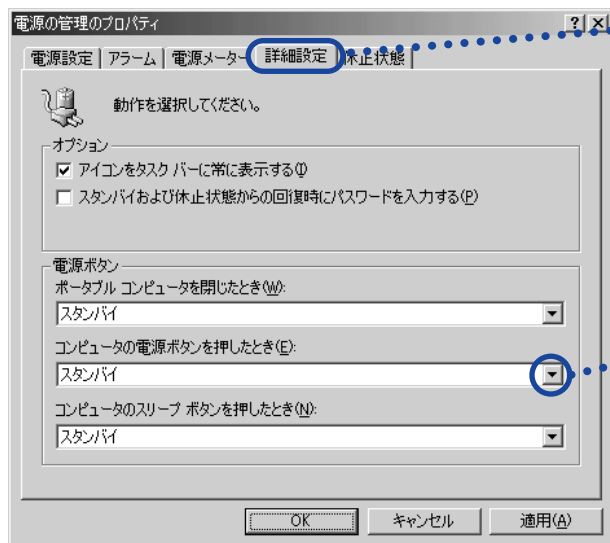 電源の管理のプロパティ
電源設定 アラーム 電源メーター 詳細設定 休止状態
動作を選択してください。
オプション
アイコンをタスク バーに常に表示する(I)
スタンバイおよび休止状態からの回復時にパスワードを入力する(P)
電源ボタン
ポータブル コンピュータを閉じたとき(W):
スタンバイ
コンピュータの電源ボタンを押したとき(E):
スタンバイ
コンピュータのスリープ ボタンを押したとき(N):
スタンバイ
OK キャンセル 適用(A)